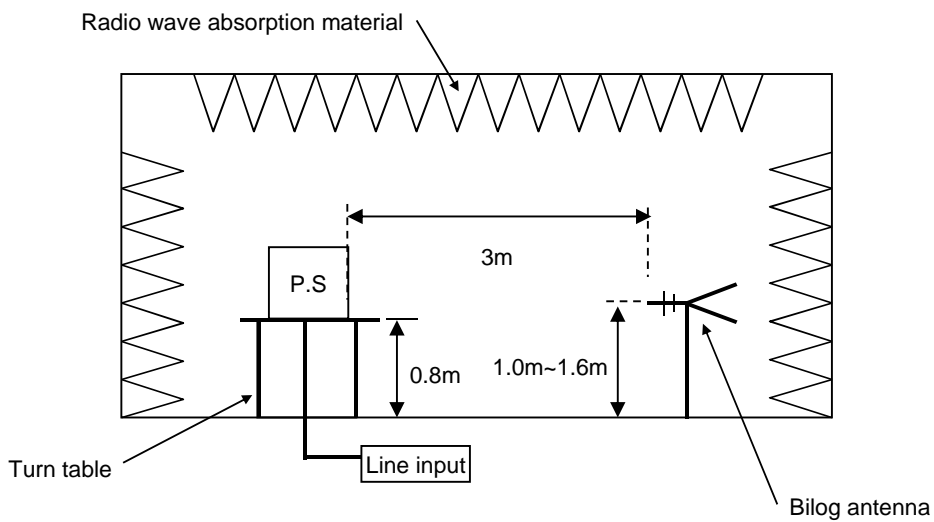 Radio wave absorption material
3m
P.S
0.8m
1.0m~1.6m
Line input
Turn table
Bilog antenna